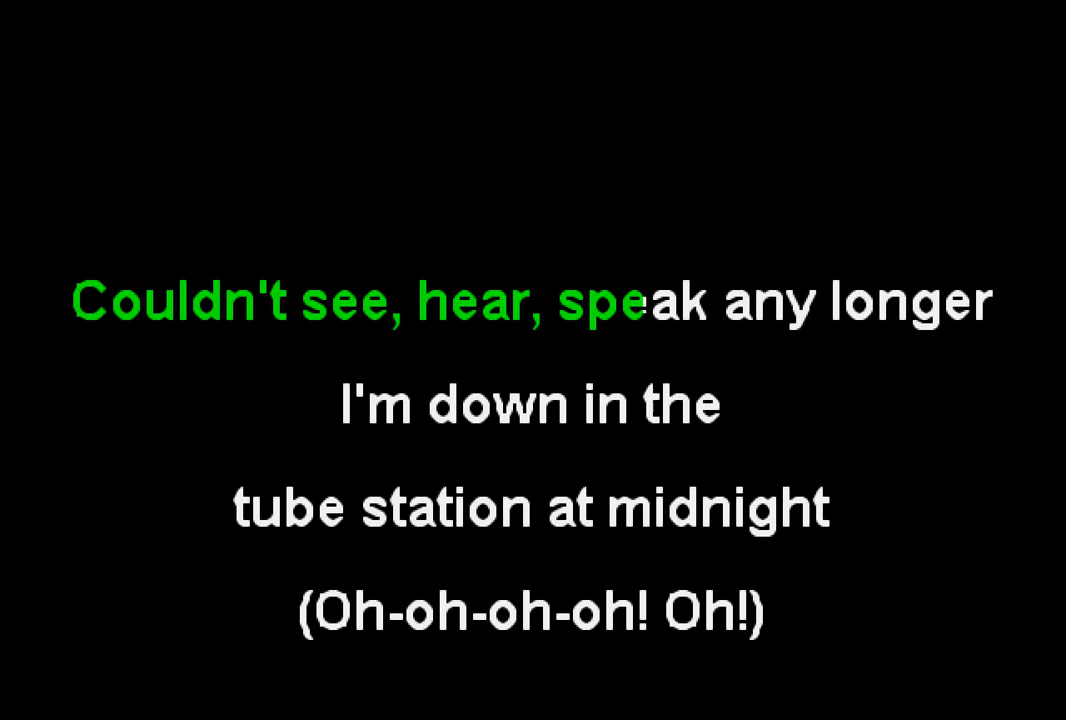 Couldn't see, hear, speak any longer
I'm down in the
tube station at midnight
(Oh-oh-oh-oh! Oh!)